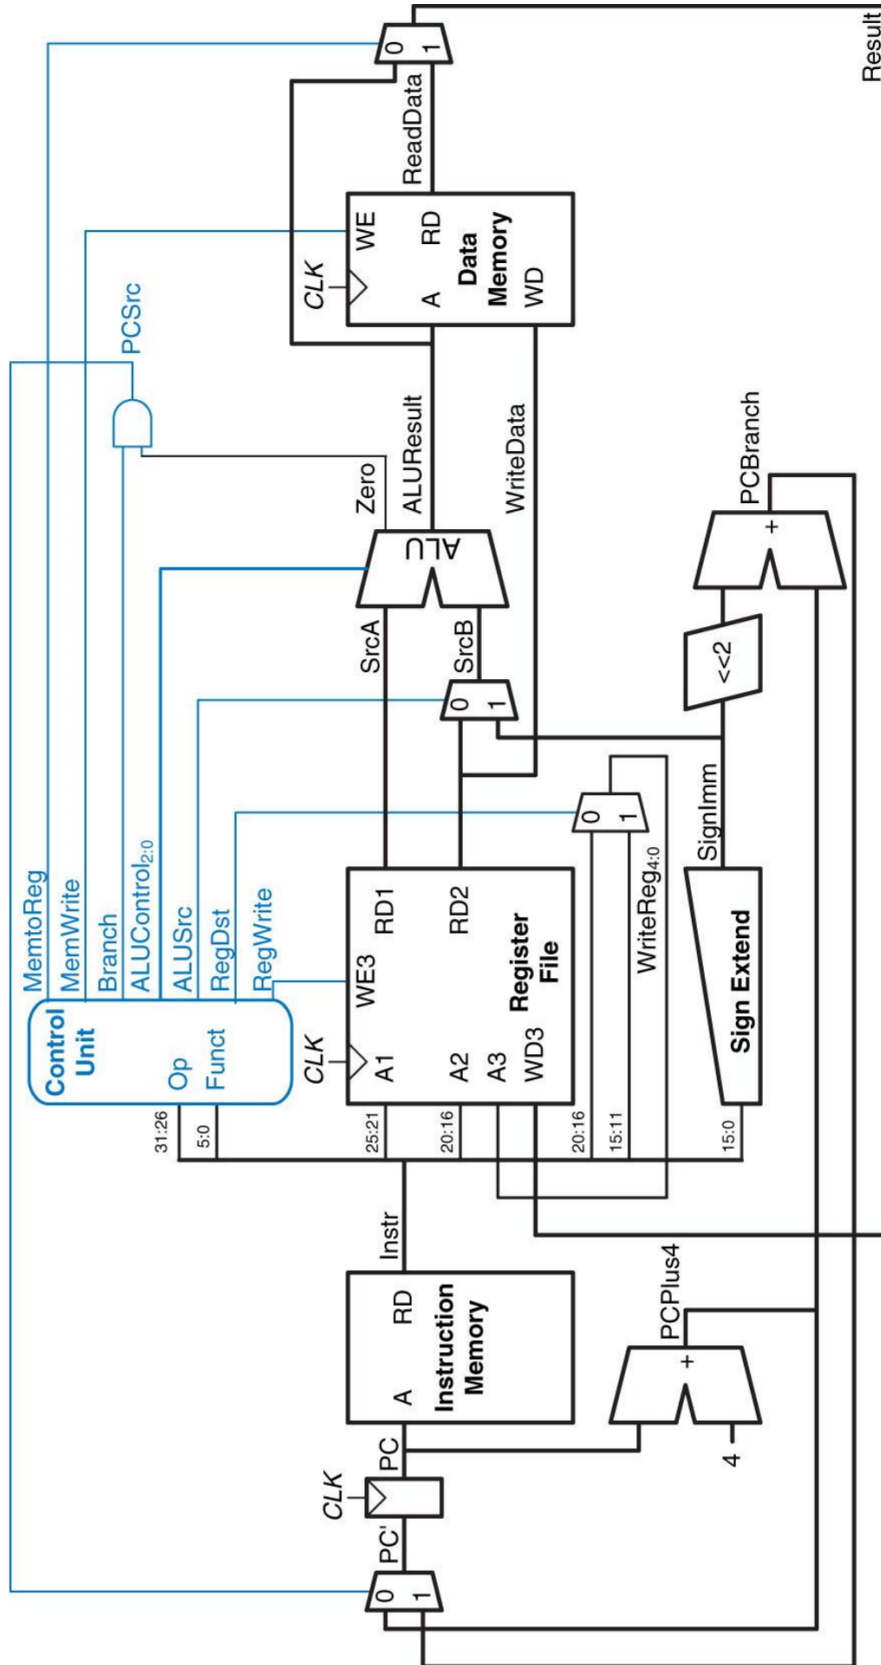 MemtoReg
MemWrite
Branch
ALUControl2:0
ALUSrc
RegDst
RegWrite
Control
Unit
Op
Funct
31:26
5:0
PCSrc
CLK
CLK
CLK
0
1
PC'
PC
A
RD
Instruction
Memory
Instr
25:21
20:16
20:16
15:11
15:0
A1
A2
A3
WD3
WE3
RD1
RD2
Register
File
0
1
SrcA
SrcB
ALU
Zero
ALUResult
WriteData
A
RD
WE
Data
Memory
WD
ReadData
0
1
0
1
WriteReg4:0
SignImm
Sign Extend
<<2
+
PCBranch
4
+
PCPlus4
Result